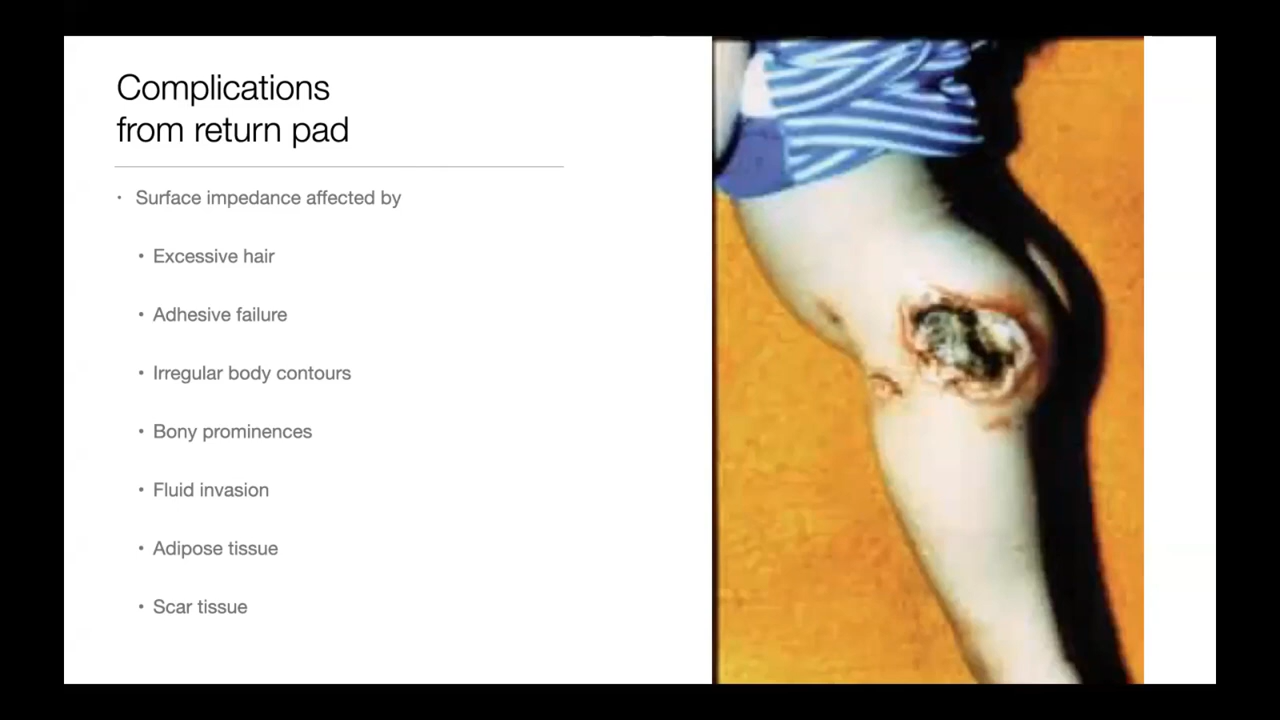 Complications
from return pad
• Surface impedance affected by
• Excessive hair
• Adhesive failure
• Irregular body contours
• Bony prominences
• Fluid invasion
• Adipose tissue
• Scar tissue